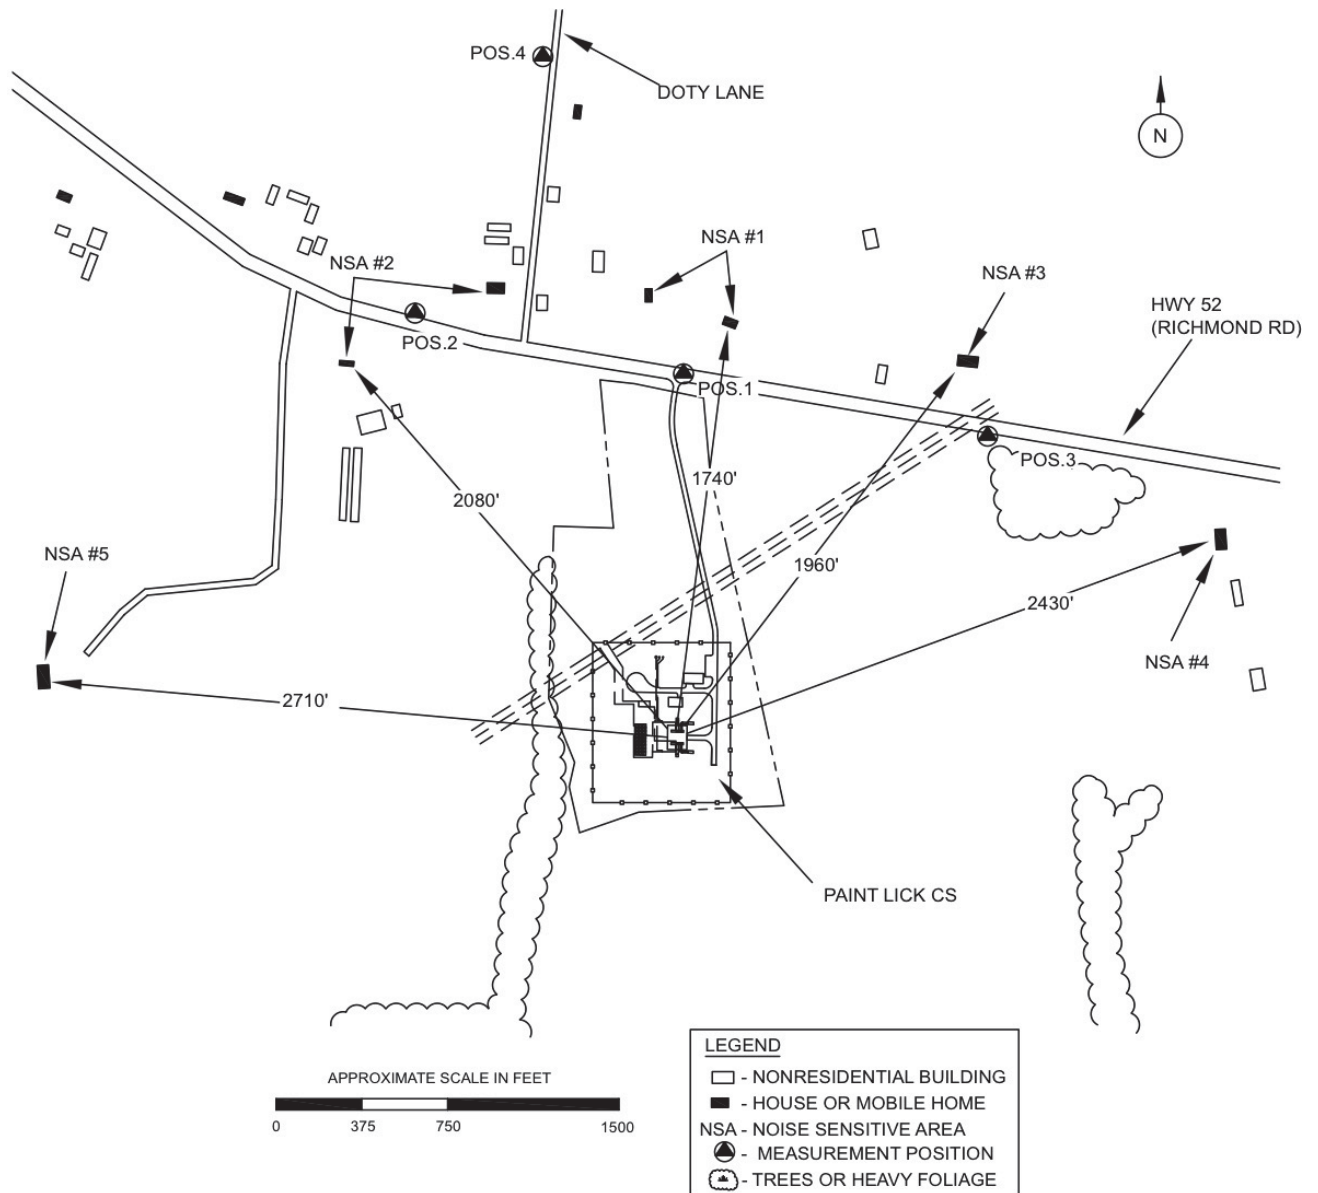 POS.4
DOTY LANE
N
NSA #1
NSA #2
NSA #3
HWY 52
(RICHMOND RD)
POS.2
POS.1
POS.3
1740'
2080'
1960'
NSA #5
2430'
NSA #4
2710'
PAINT LICK CS
APPROXIMATE SCALE IN FEET
0 375 750 1500
LEGEND
- NONRESIDENTIAL BUILDING
- HOUSE OR MOBILE HOME
NSA - NOISE SENSITIVE AREA
- MEASUREMENT POSITION
- TREES OR HEAVY FOLIAGE